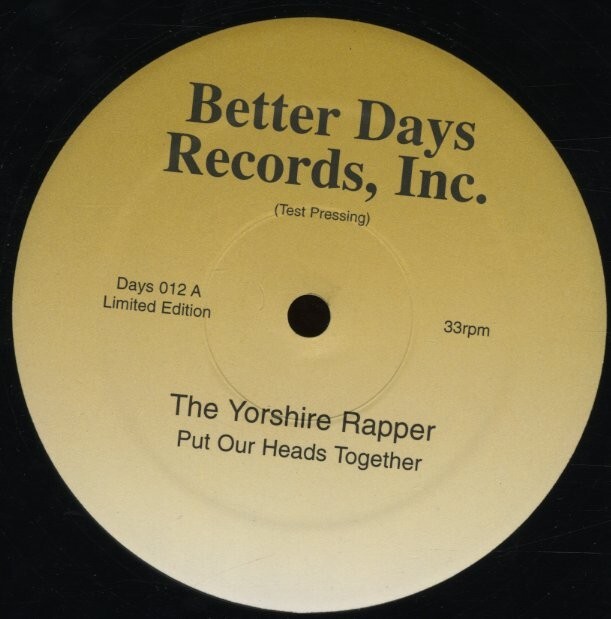 Better Days
Records, Inc.
(Test Pressing)
Days 012 A
Limited Edition
33rpm
The Yorshire Rapper
Put Our Heads Together